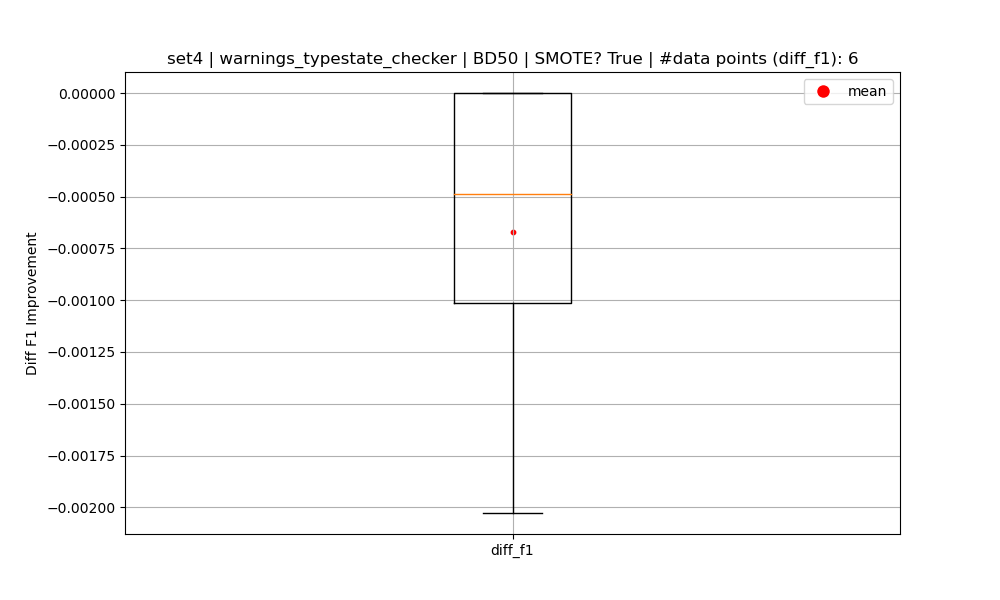 set4 | warnings_typestate_checker | BD50 | SMOTE? True | #data points (diff_f1): 6
mean
0.00000
−0.00025
−0.00050
−0.00075
−0.00100
−0.00125
−0.00150
−0.00175
−0.00200
Diff F1 Improvement
diff_f1